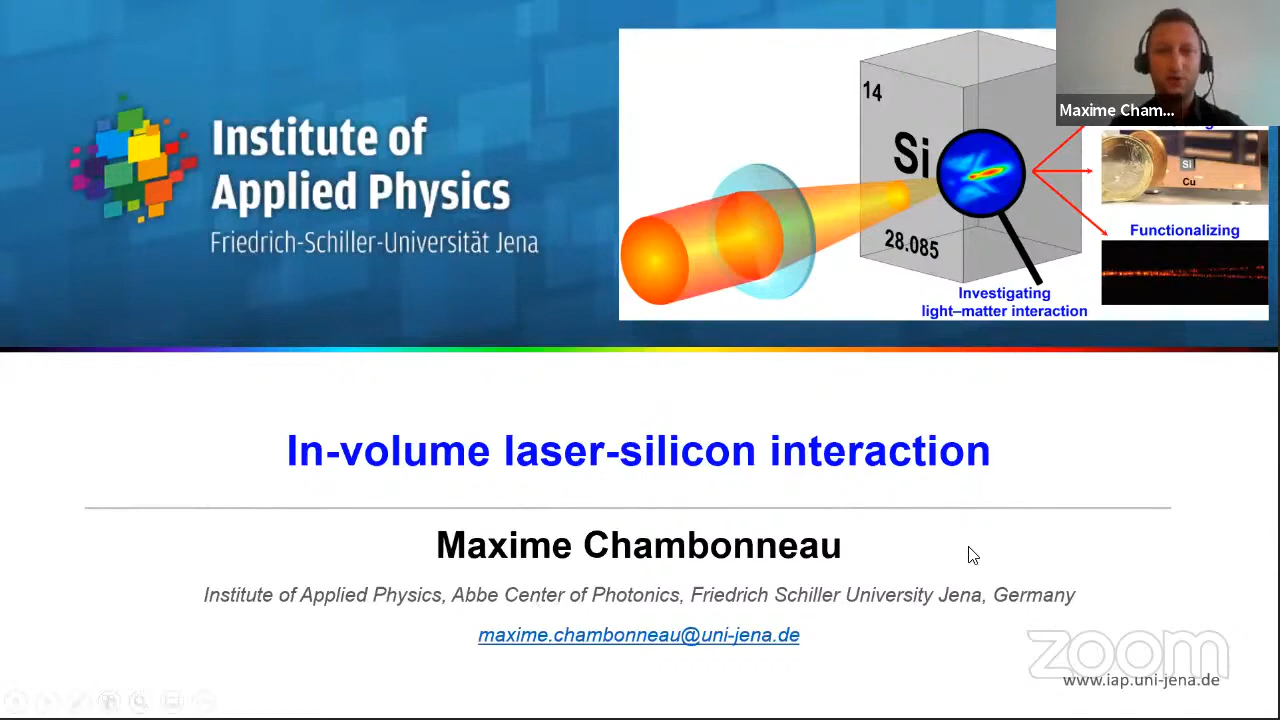 Institute of
Applied Physics
Friedrich-Schiller-Universität Jena
14
Si
28.085
Investigating
light–matter interaction
Maxime Cham...
Si
Cu
Functionalizing
In-volume laser-silicon interaction
Maxime Chambonneau
Institute of Applied Physics, Abbe Center of Photonics, Friedrich Schiller University Jena, Germany
maxime.chambonneau@uni-jena.de
zoom
www.iap.uni-jena.de